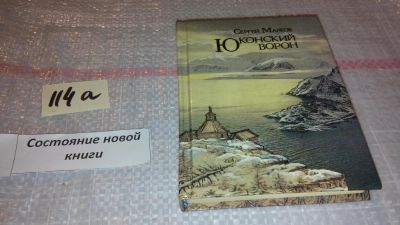 114 а
Состояние новой
книги
Сергей Марков
Юконский
ворон